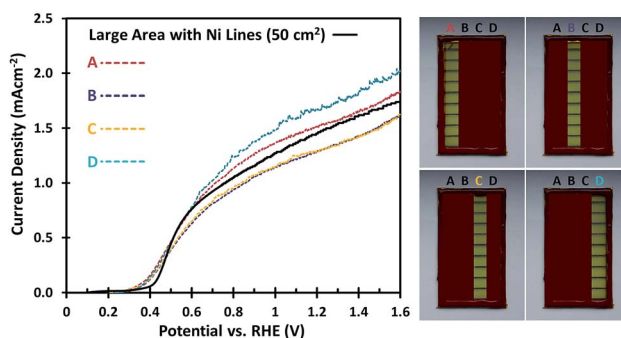 Large Area with Ni Lines (50 cm²)
A
B
C
D
Current Density (mAcm⁻²)
2.5
2.0
1.5
1.0
0.5
0.0
0 0.2 0.4 0.6 0.8 1.0 1.2 1.4 1.6
Potential vs. RHE (V)
A B C D
A B C D
A B C D
A B C D